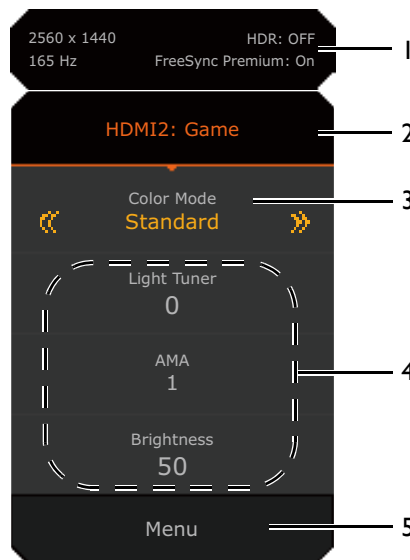 2560 x 1440 HDR: OFF
165 Hz FreeSync Premium: On
1
HDMI2: Game
2
Color Mode
3
Standard
Light Tuner
0
AMA
1
4
Brightness
50
Menu
5